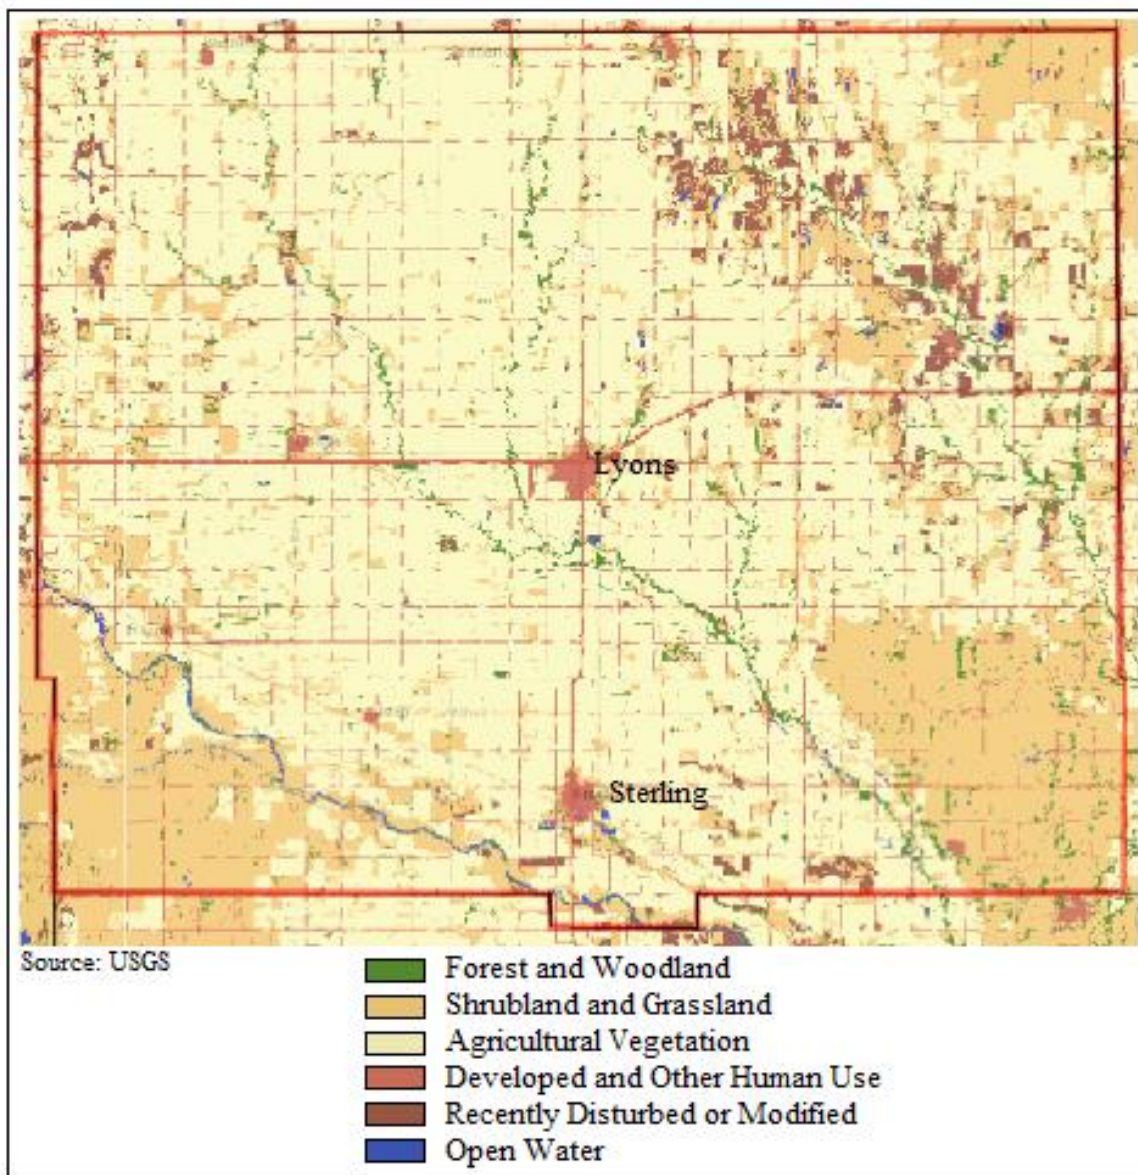 Lyons
Sterling
Source: USGS
Forest and Woodland
Shrubland and Grassland
Agricultural Vegetation
Developed and Other Human Use
Recently Disturbed or Modified
Open Water